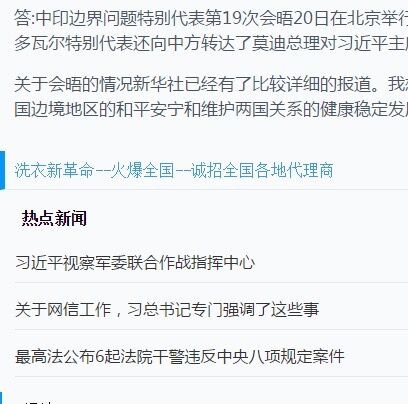 答:中印边界问题特别代表第19次会晤20日在北京举行
多瓦尔特别代表还向中方转达了莫迪总理对习近平主
关于会晤的情况新华社已经有了比较详细的报道。我
国边境地区的和平安宁和维护两国关系的健康稳定发
洗衣新革命--火爆全国--诚招全国各地代理商
热点新闻
习近平视察军委联合作战指挥中心
关于网信工作，习总书记专门强调了这些事
最高法公布6起法院干警违反中央八项规定案件